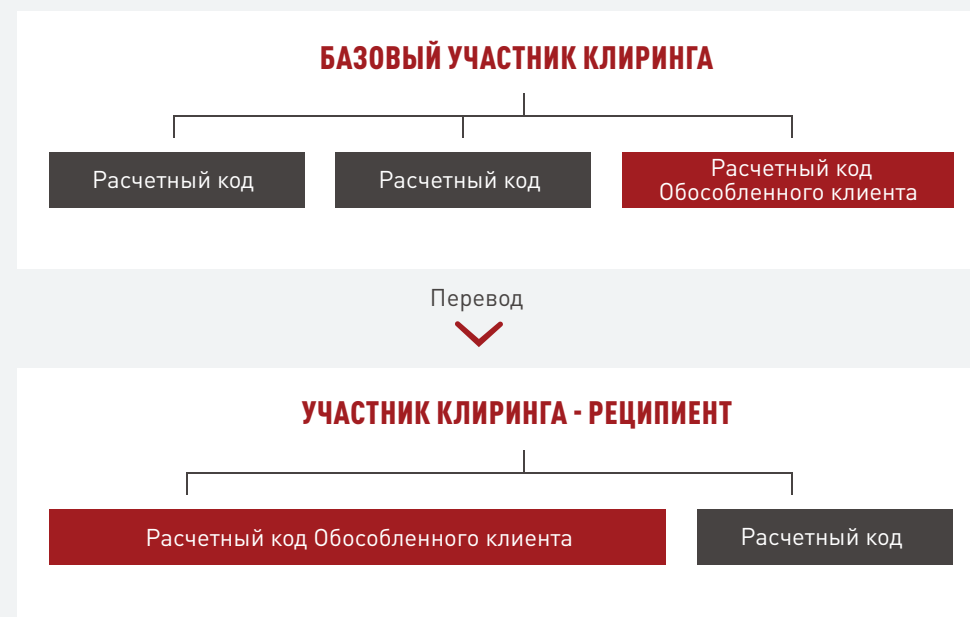 БАЗОВЫЙ УЧАСТНИК КЛИРИНГА
Расчетный код
Расчетный код
Расчетный код
Обособленного клиента
Перевод
УЧАСТНИК КЛИРИНГА - РЕЦИПИЕНТ
Расчетный код Обособленного клиента
Расчетный код